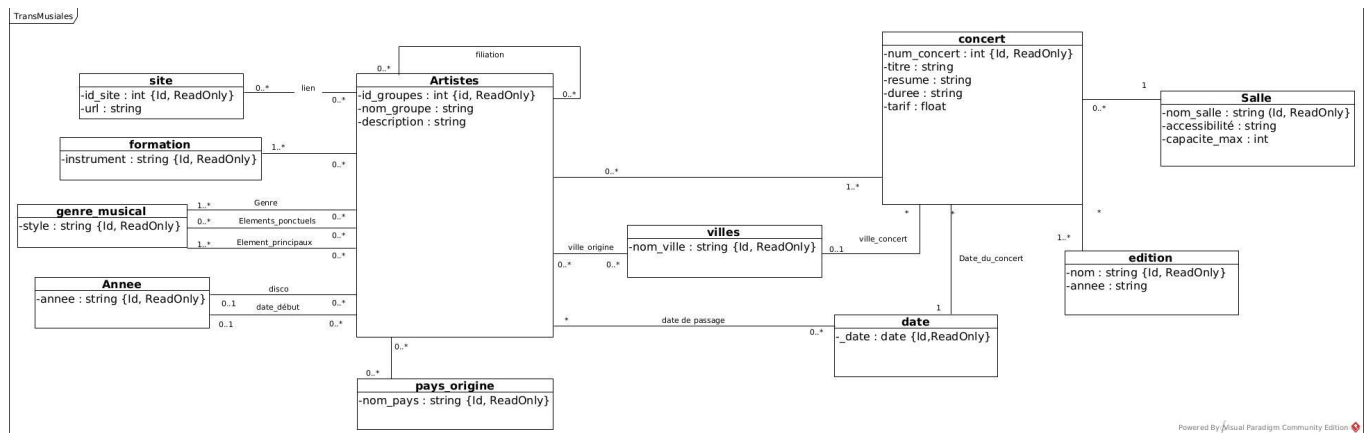 TransMusiales
filiation
0..*
0..*
site
-id_site : int {Id, ReadOnly}
-url : string
0..*
lien
0..*
Artistes
-id_groupes : int {id, ReadOnly}
-nom_groupe : string
-description : string
concert
-num_concert : int {Id, ReadOnly}
-titre : string
-resume : string
-duree : string
-tarif : float
1
0..*
Salle
-nom_salle : string (Id, ReadOnly}
-accessibilité : string
-capacite_max : int
formation
-instrument : string {Id, ReadOnly}
1..*
0..*
0..*
1..*
genre_musical
-style : string {Id, ReadOnly}
1..*
Genre
0..*
0..*
Elements_ponctuels
0..*
1..*
Element_principaux
0..*
villes
-nom_ville : string {Id, ReadOnly}
ville_origine
0..*
0..*
0..1
ville_concert
*
*
Date_du_concert
1
*
1..*
edition
-nom : string {Id, ReadOnly}
-annee : string
Annee
-annee : string {Id, ReadOnly}
disco
0..1
0..*
date_début
0..1
0..*
*
date de passage
0..*
date
-_date : date {Id,ReadOnly}
0..*
0..*
pays_origine
-nom_pays : string {Id, ReadOnly}
Powered By Visual Paradigm Community Edition